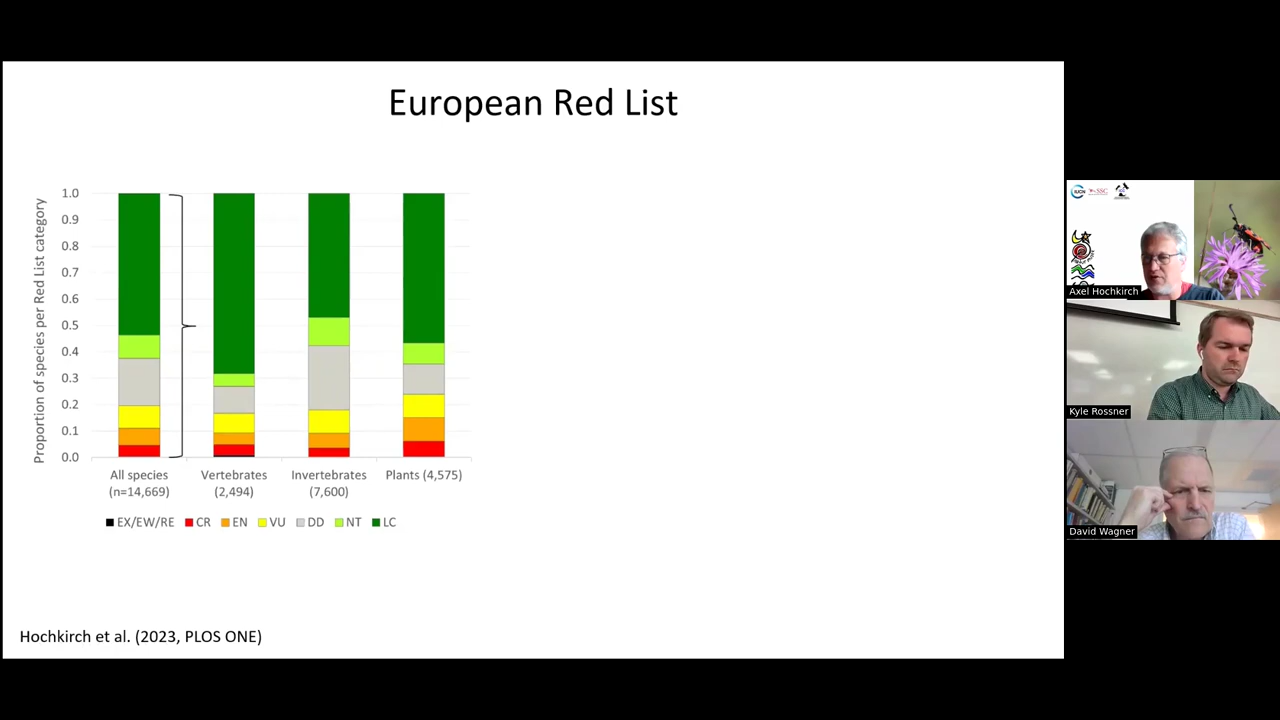 European Red List
Proportion of species per Red List category
1.0
0.9
0.8
0.7
0.6
0.5
0.4
0.3
0.2
0.1
0.0
All species
(n=14,669)
Vertebrates
(2,494)
Invertebrates
(7,600)
Plants (4,575)
EX/EW/RE CR EN VU DD NT LC
Hochkirch et al. (2023, PLOS ONE)
IUCN
SSC
Axel Hochkirch
Kyle Rossner
David Wagner